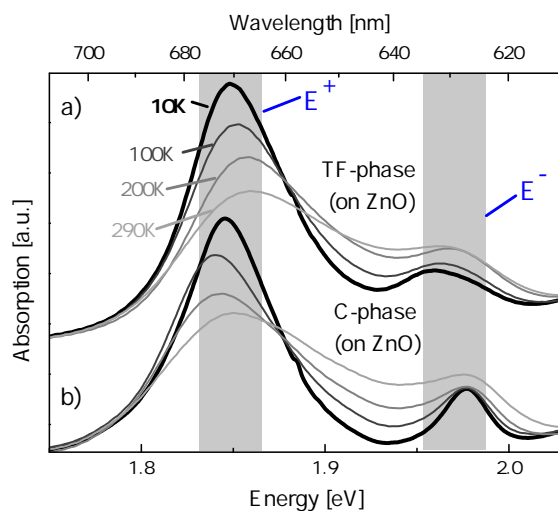 Wavelength [nm]
700 680 660 640 620
a)
10K
E+
100K
TF-phase
(on ZnO)
E-
200K
290K
Absorption [a.u.]
C-phase
(on ZnO)
b)
1.8 1.9 2.0
Energy [eV]